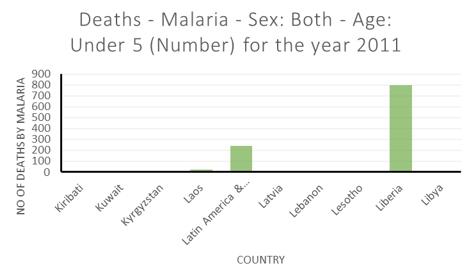 Deaths - Malaria - Sex: Both - Age:
Under 5 (Number) for the year 2011
NO OF DEATHS BY MALARIA
900
800
700
600
500
400
300
200
100
0
Kiribati
Kuwait
Kyrgyzstan
Laos
Latin America &...
Latvia
Lebanon
Lesotho
Liberia
Libya
COUNTRY